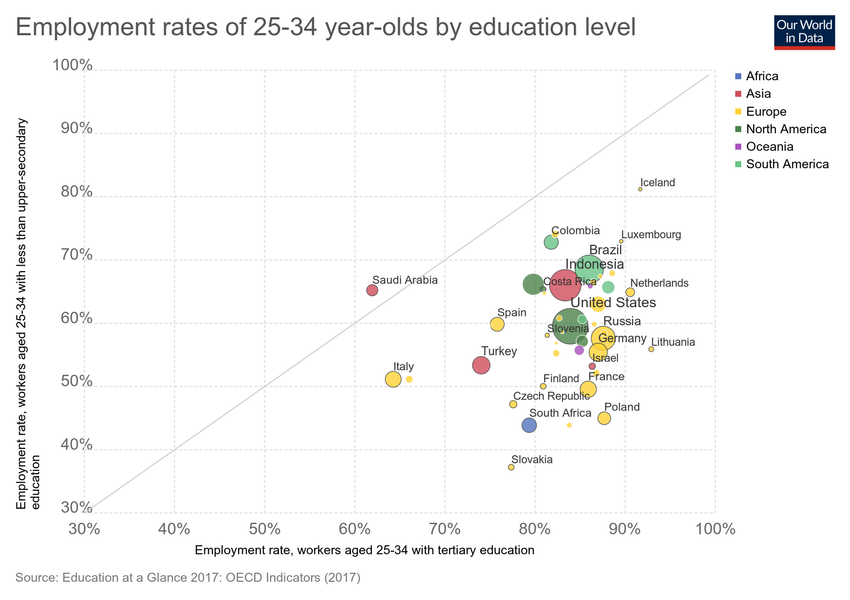 Employment rates of 25-34 year-olds by education level
Our World
in Data
Africa
Asia
Europe
North America
Oceania
South America
Employment rate, workers aged 25-34 with less than upper-secondary
education
100%
90%
80%
70%
60%
50%
40%
30%
Iceland
Colombia
Luxembourg
Brazil
Indonesia
Saudi Arabia
Costa Rica
Netherlands
United States
Spain
Russia
Slovenia
Germany
Lithuania
Turkey
Israel
Italy
Finland
France
Czech Republic
Poland
South Africa
Slovakia
30%
40%
50%
60%
70%
80%
90%
100%
Employment rate, workers aged 25-34 with tertiary education
Source: Education at a Glance 2017: OECD Indicators (2017)